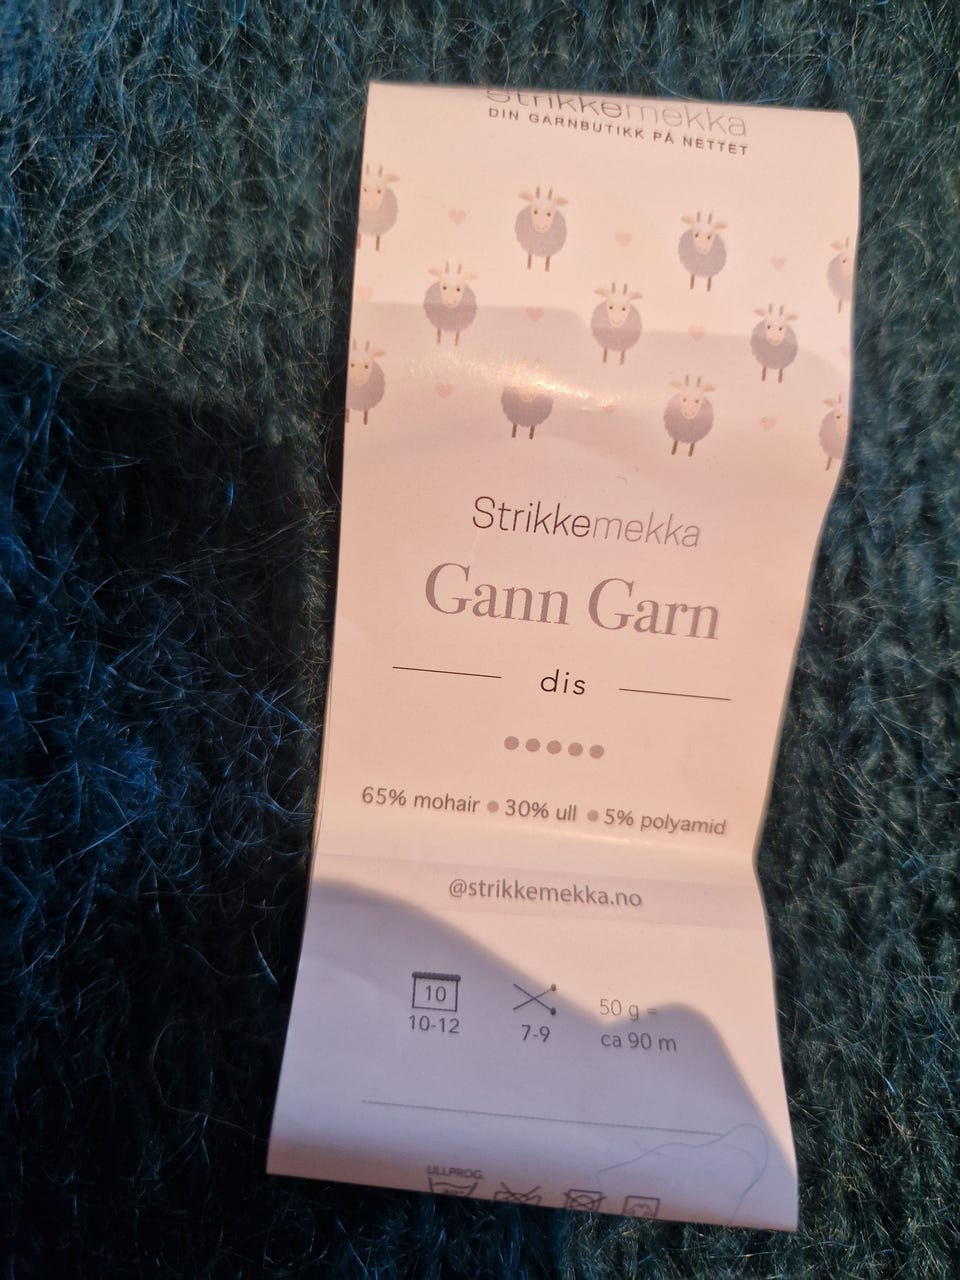 Strikkemekka
DIN GARNBUTIKK PÅ NETTET
Strikkemekka
Gann Garn
dis
65% mohair • 30% ull • 5% polyamid
@strikkemekka.no
10
10-12
7-9
50 g =
ca 90 m
ULLPROG.